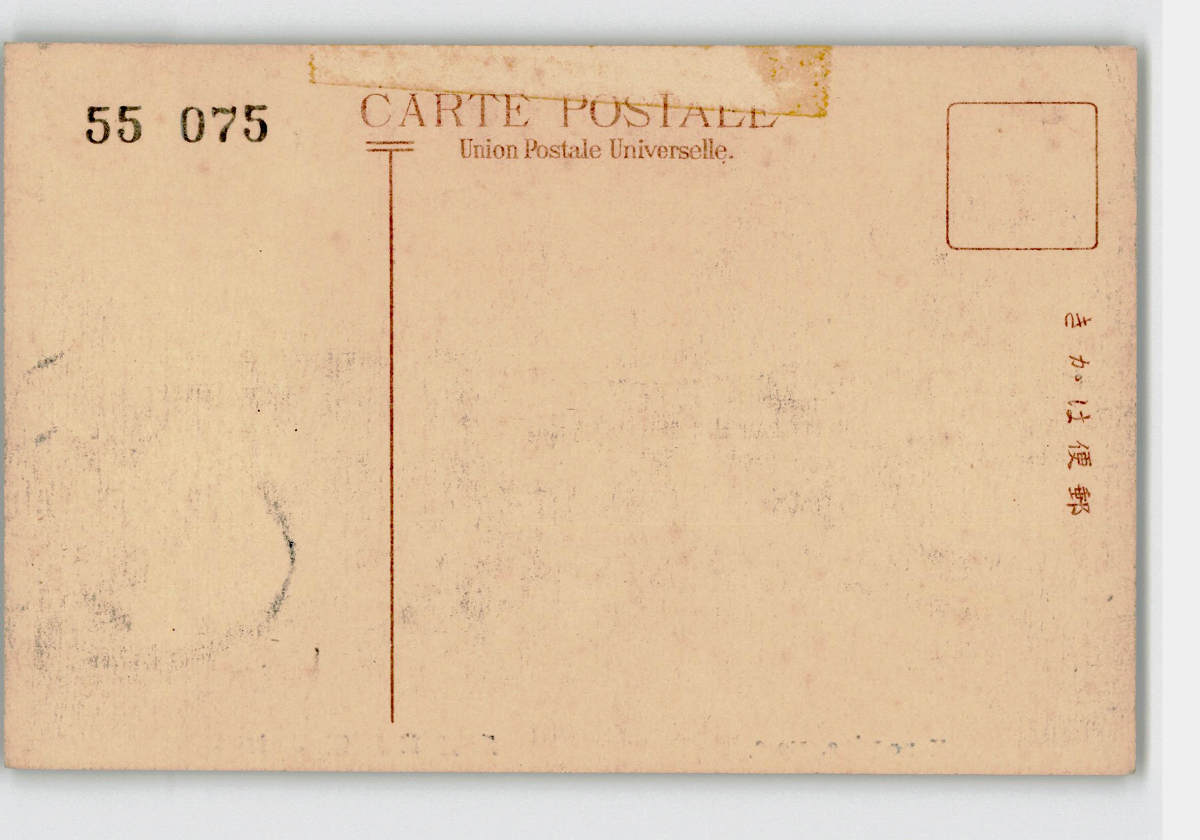 55 075
CARTE POSTALE
Union Postale Universelle.
きかは便郵